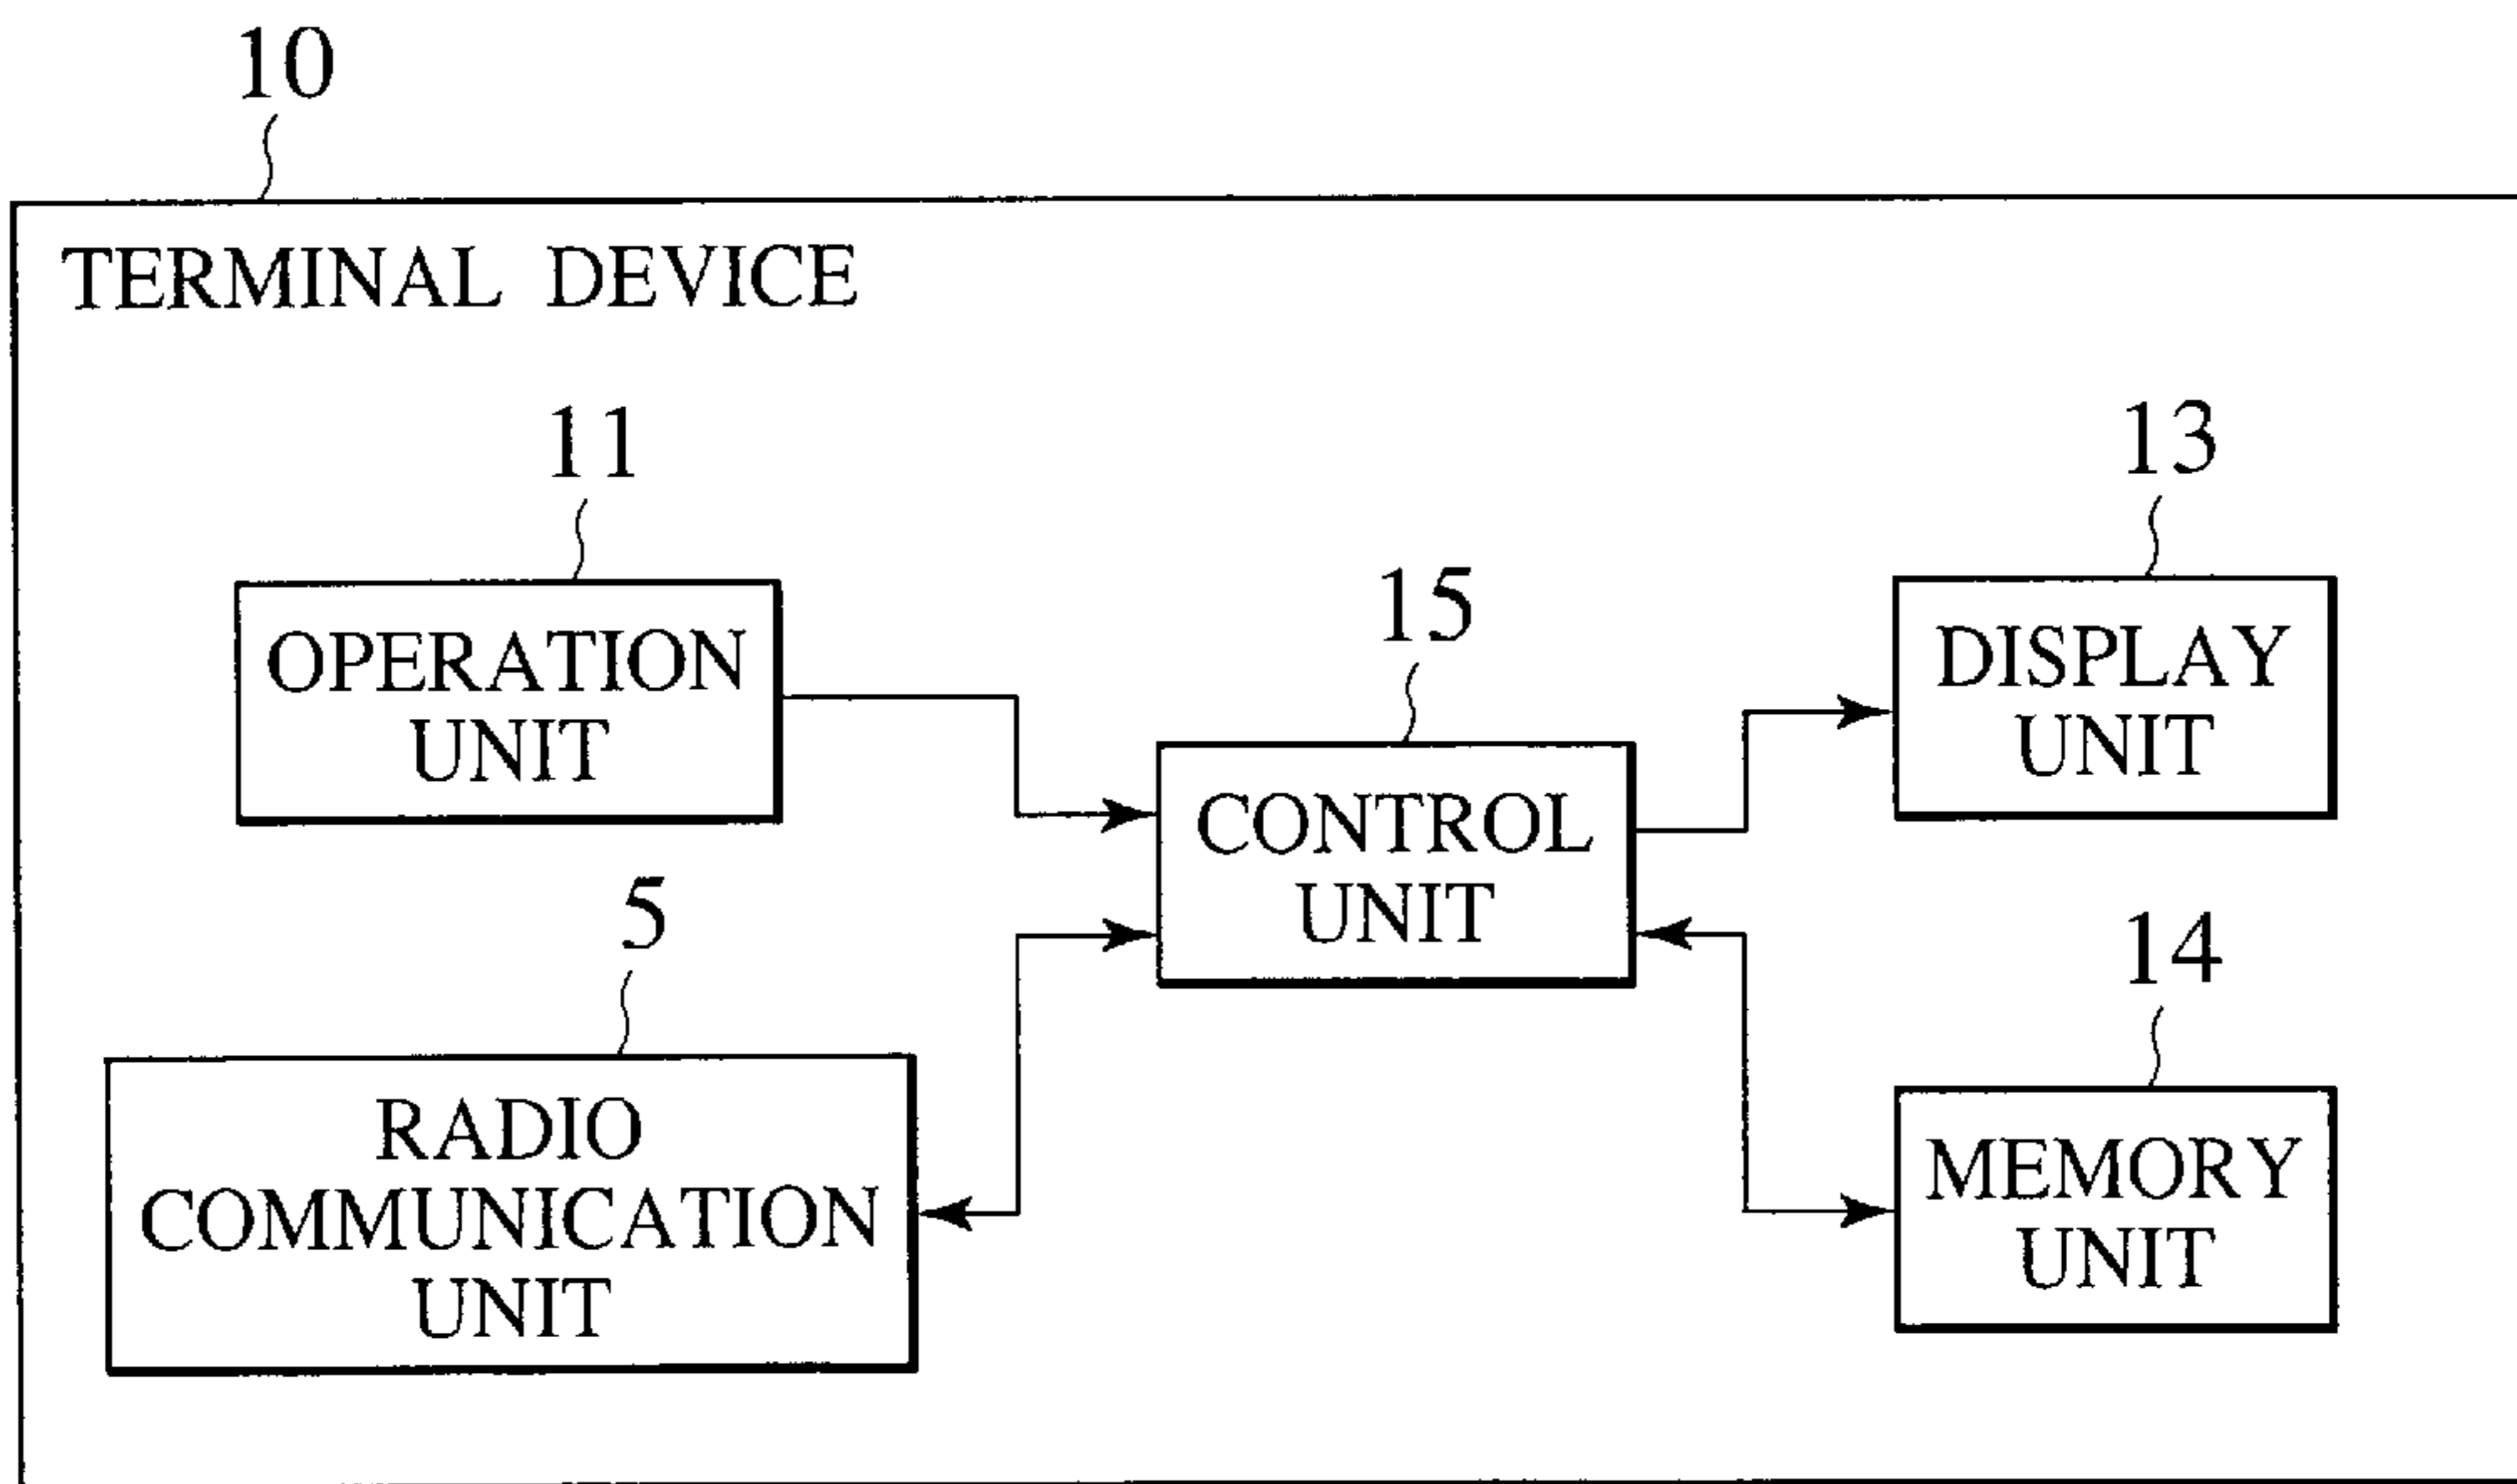 10
TERMINAL DEVICE
11
OPERATION
UNIT
13
DISPLAY
UNIT
15
CONTROL
UNIT
5
RADIO
COMMUNICATION
UNIT
14
MEMORY
UNIT